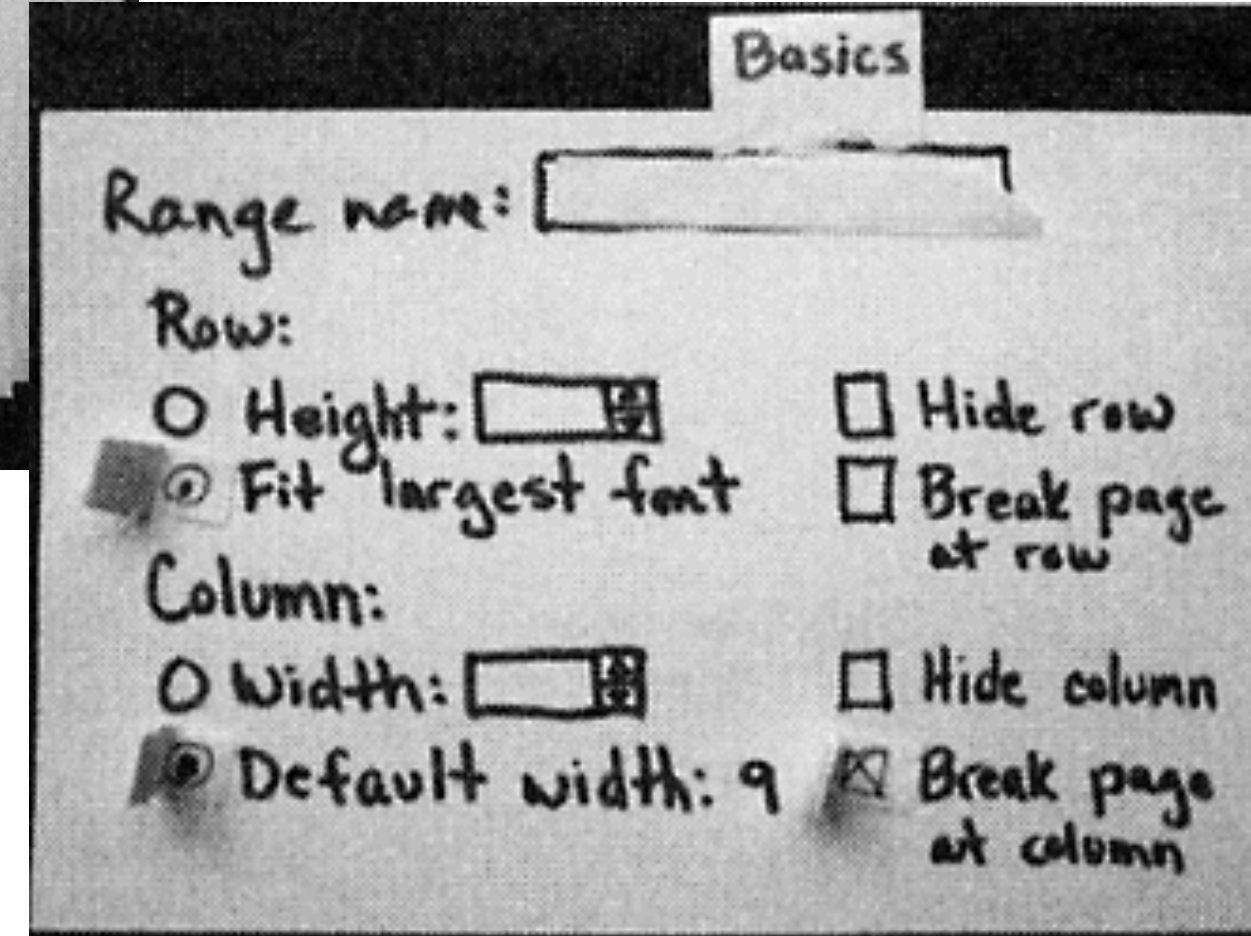 Basics
Range name:
Row:
Height:
Hide row
Fit largest font
Break page
at row
Column:
Width:
Hide column
Default width: 9
Break page
at column